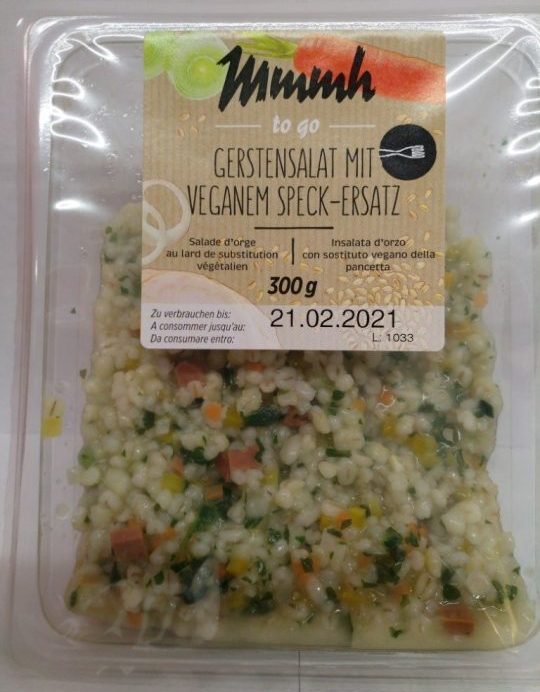 Mmmh
to go
GERSTENSALAT MIT
VEGANEM SPECK-ERSATZ
Salade d'orge
au lard de substitution
végétalien
Insalata d'orzo
con sostituto vegano della
pancetta
300 g
Zu verbrauchen bis:
A consommer jusqu'au:
Da consumare entro:
21.02.2021
L: 1033